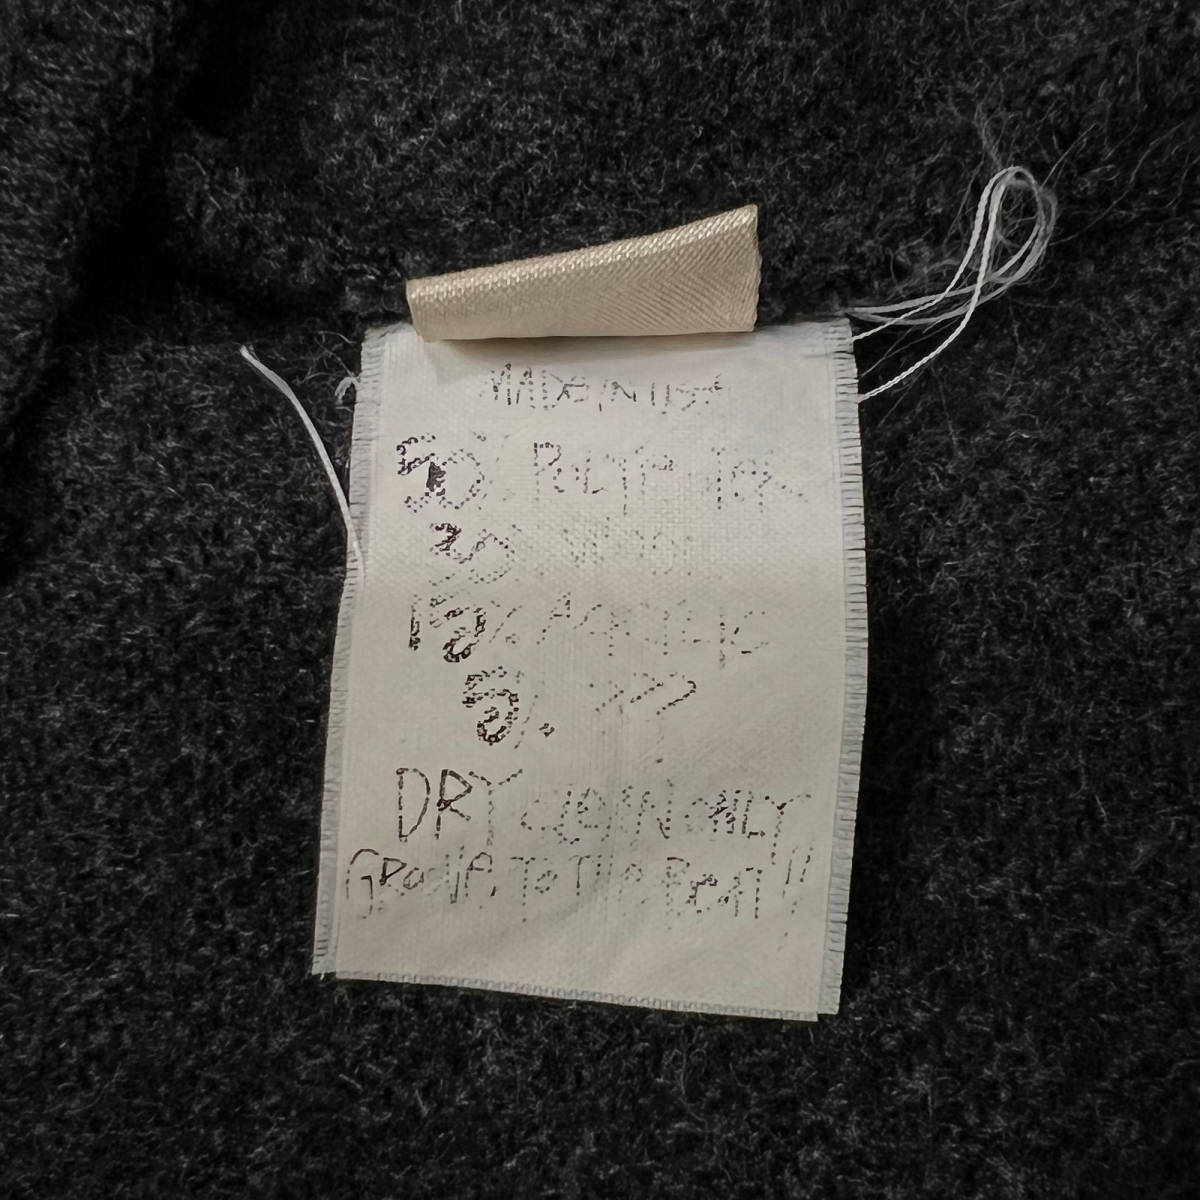 MADE IN USA
50% POLYESTER
30% WOOL
15% ACRYLIC
5%. ???
DRY CLEAN ONLY
GROOVE TO THE BEAT!!